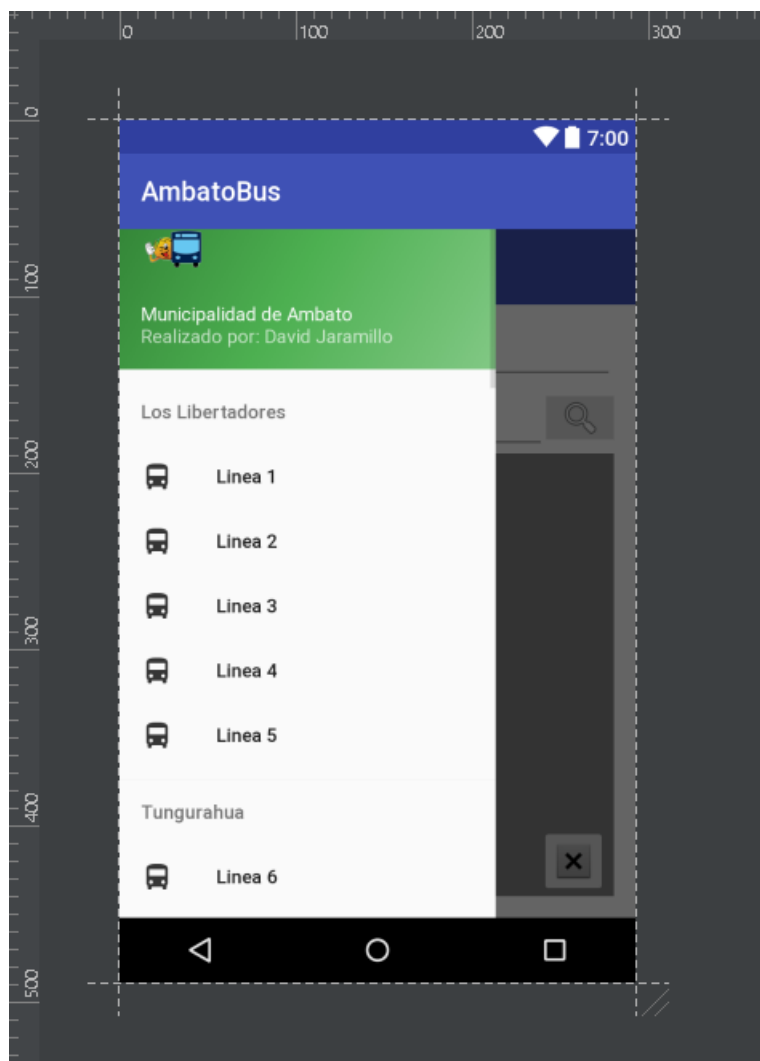 0 100 200 300
0
100
200
300
400
500
7:00
AmbatoBus
Municipalidad de Ambato
Realizado por: David Jaramillo
Los Libertadores
Linea 1
Linea 2
Linea 3
Linea 4
Linea 5
Tungurahua
Linea 6